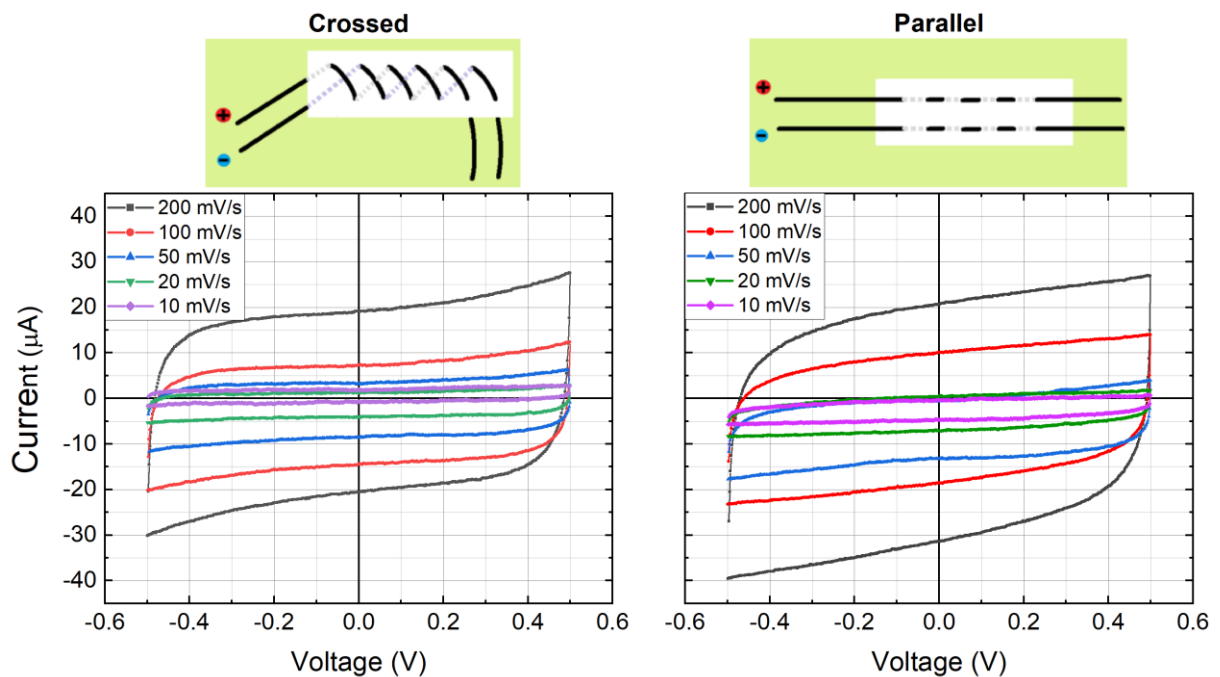 Crossed
+
−
200 mV/s
100 mV/s
50 mV/s
20 mV/s
10 mV/s
40
30
20
10
0
-10
-20
-30
-40
Current (μA)
-0.6 -0.4 -0.2 0.0 0.2 0.4 0.6
Voltage (V)
Parallel
+
−
200 mV/s
100 mV/s
50 mV/s
20 mV/s
10 mV/s
-0.6 -0.4 -0.2 0.0 0.2 0.4 0.6
Voltage (V)